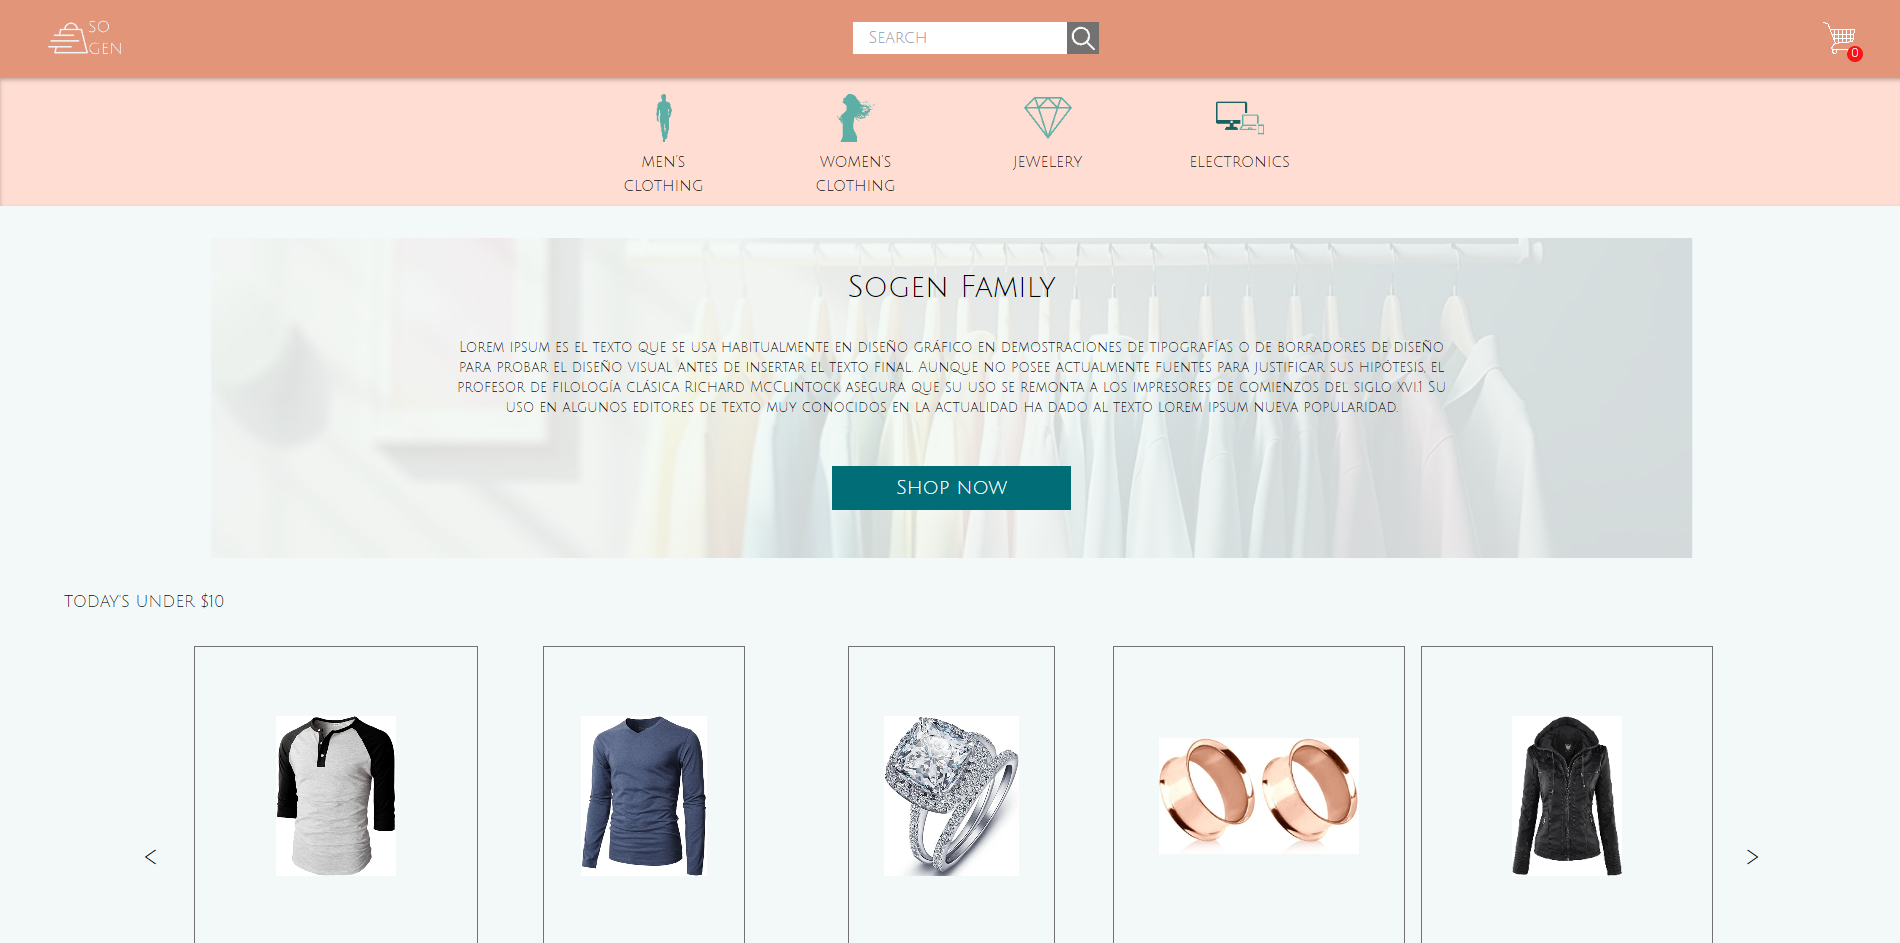 SO
GEN
Search
0
MEN'S
CLOTHING
WOMEN'S
CLOTHING
JEWELERY
ELECTRONICS
Sogen Family
Lorem ipsum es el texto que se usa habitualmente en diseño gráfico en demostraciones de tipografías o de borradores de diseño
para probar el diseño visual antes de insertar el texto final. Aunque no posee actualmente fuentes para justificar sus hipótesis, el
profesor de filología clásica Richard McClintock asegura que su uso se remonta a los impresores de comienzos del siglo xvi.1 Su
uso en algunos editores de texto muy conocidos en la actualidad ha dado al texto lorem ipsum nueva popularidad.
Shop now
TODAY'S UNDER $10
<
>